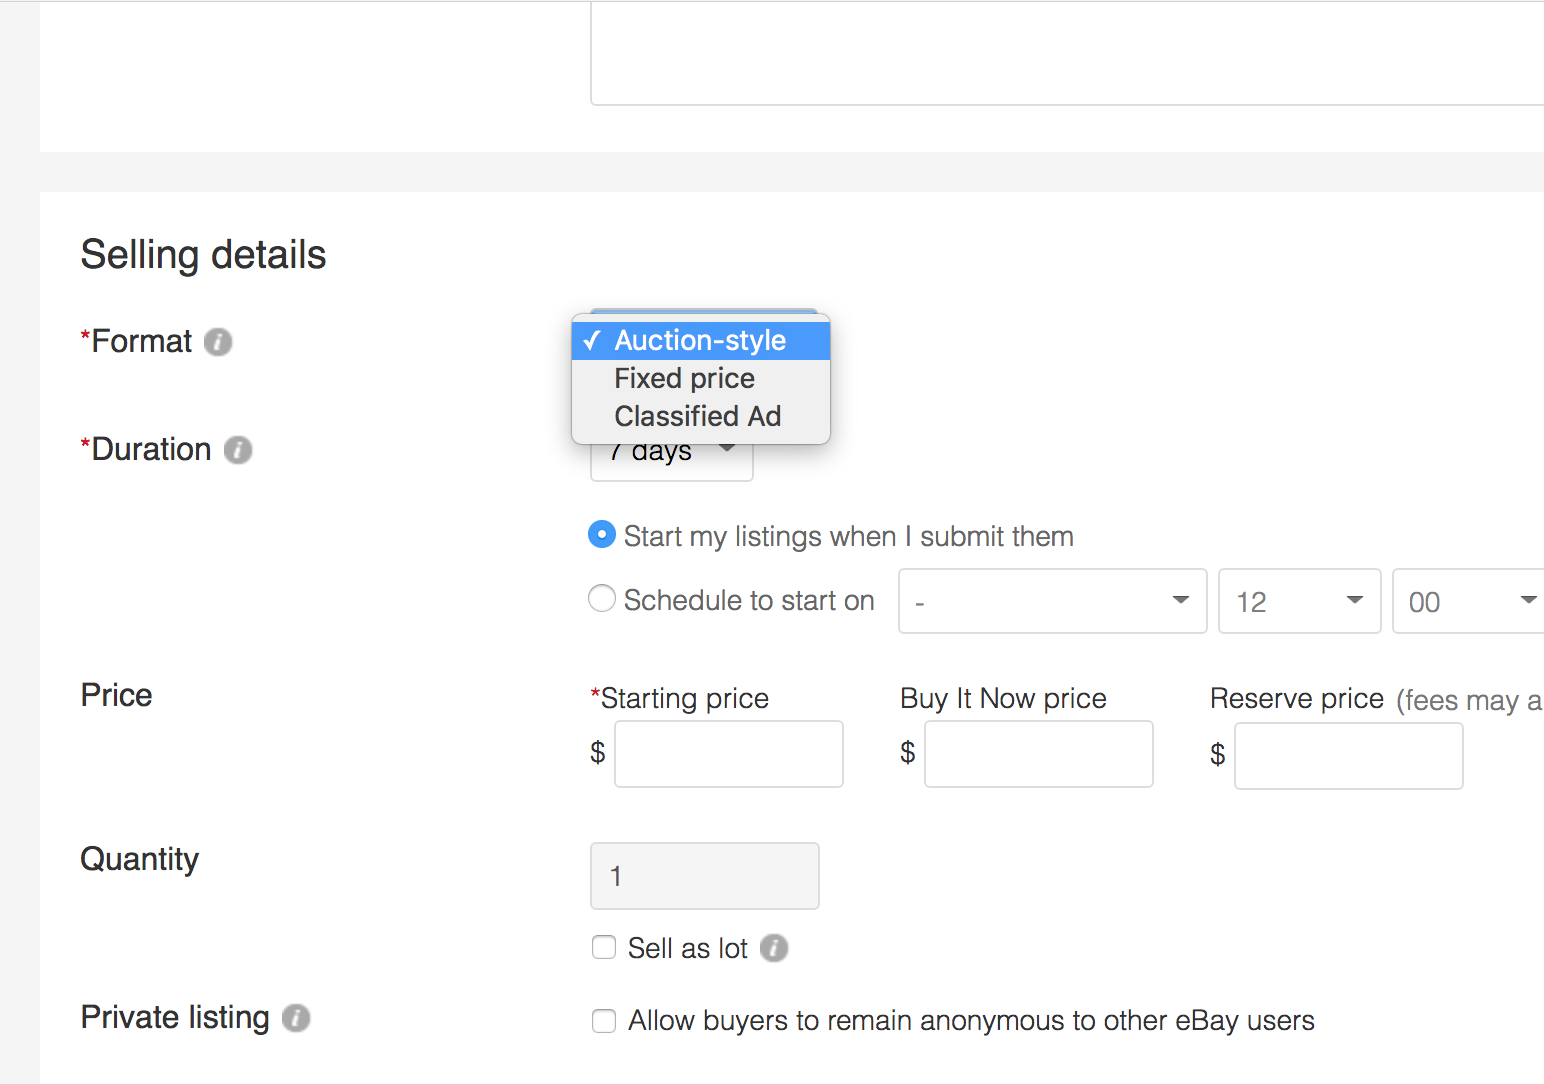 Selling details
*Format i
✓ Auction-style
Fixed price
Classified Ad
*Duration i
7 days
Start my listings when I submit them
Schedule to start on - 12 00
Price
*Starting price Buy It Now price Reserve price (fees may a
$ $ $
Quantity
1
Sell as lot i
Private listing i
Allow buyers to remain anonymous to other eBay users